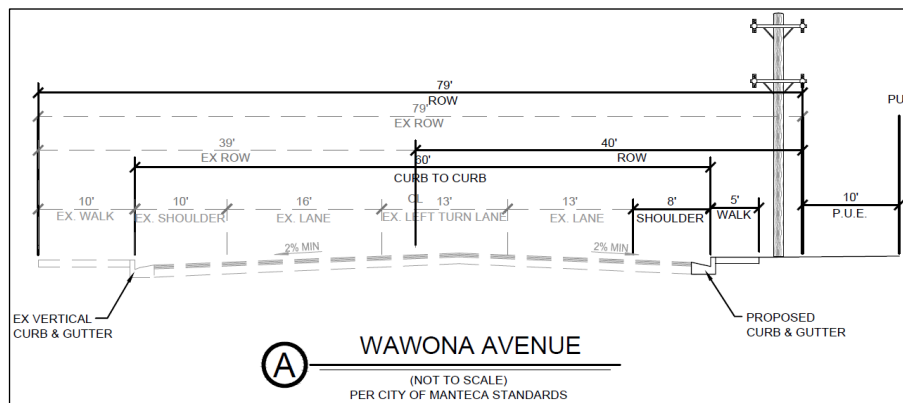 79'
ROW
PU
79'
EX ROW
39'
EX ROW
40'
ROW
60'
CURB TO CURB
CL
10'
EX. WALK
10'
EX. SHOULDER
16'
EX. LANE
13'
EX. LEFT TURN LANE
13'
EX. LANE
8'
SHOULDER
5'
WALK
10'
P.U.E.
2% MIN
2% MIN
EX VERTICAL
CURB & GUTTER
PROPOSED
CURB & GUTTER
A
WAWONA AVENUE
(NOT TO SCALE)
PER CITY OF MANTECA STANDARDS